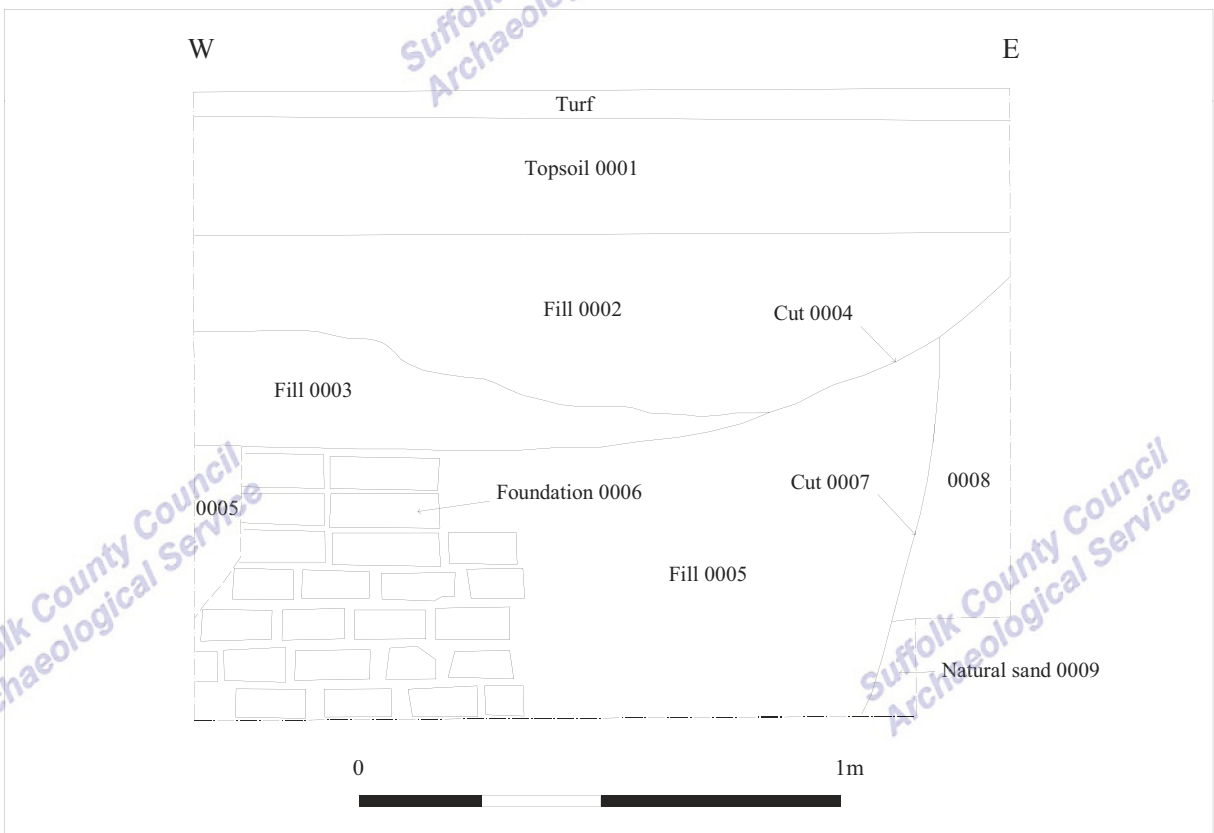 Suffolk County Council
Archaeological Service
W
E
Turf
Topsoil 0001
Fill 0002
Cut 0004
Fill 0003
Foundation 0006
Cut 0007
0008
0005
Fill 0005
Natural sand 0009
Suffolk County Council
Archaeological Service
Suffolk County Council
Archaeological Service
0
1m